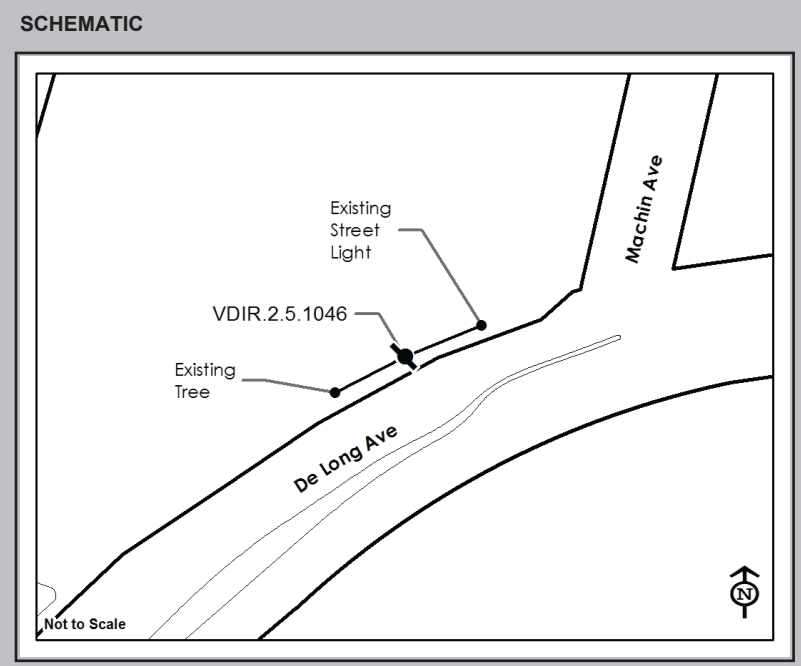 SCHEMATIC
Machin Ave
Existing
Street
Light
VDIR.2.5.1046
Existing
Tree
De Long Ave
N
Not to Scale